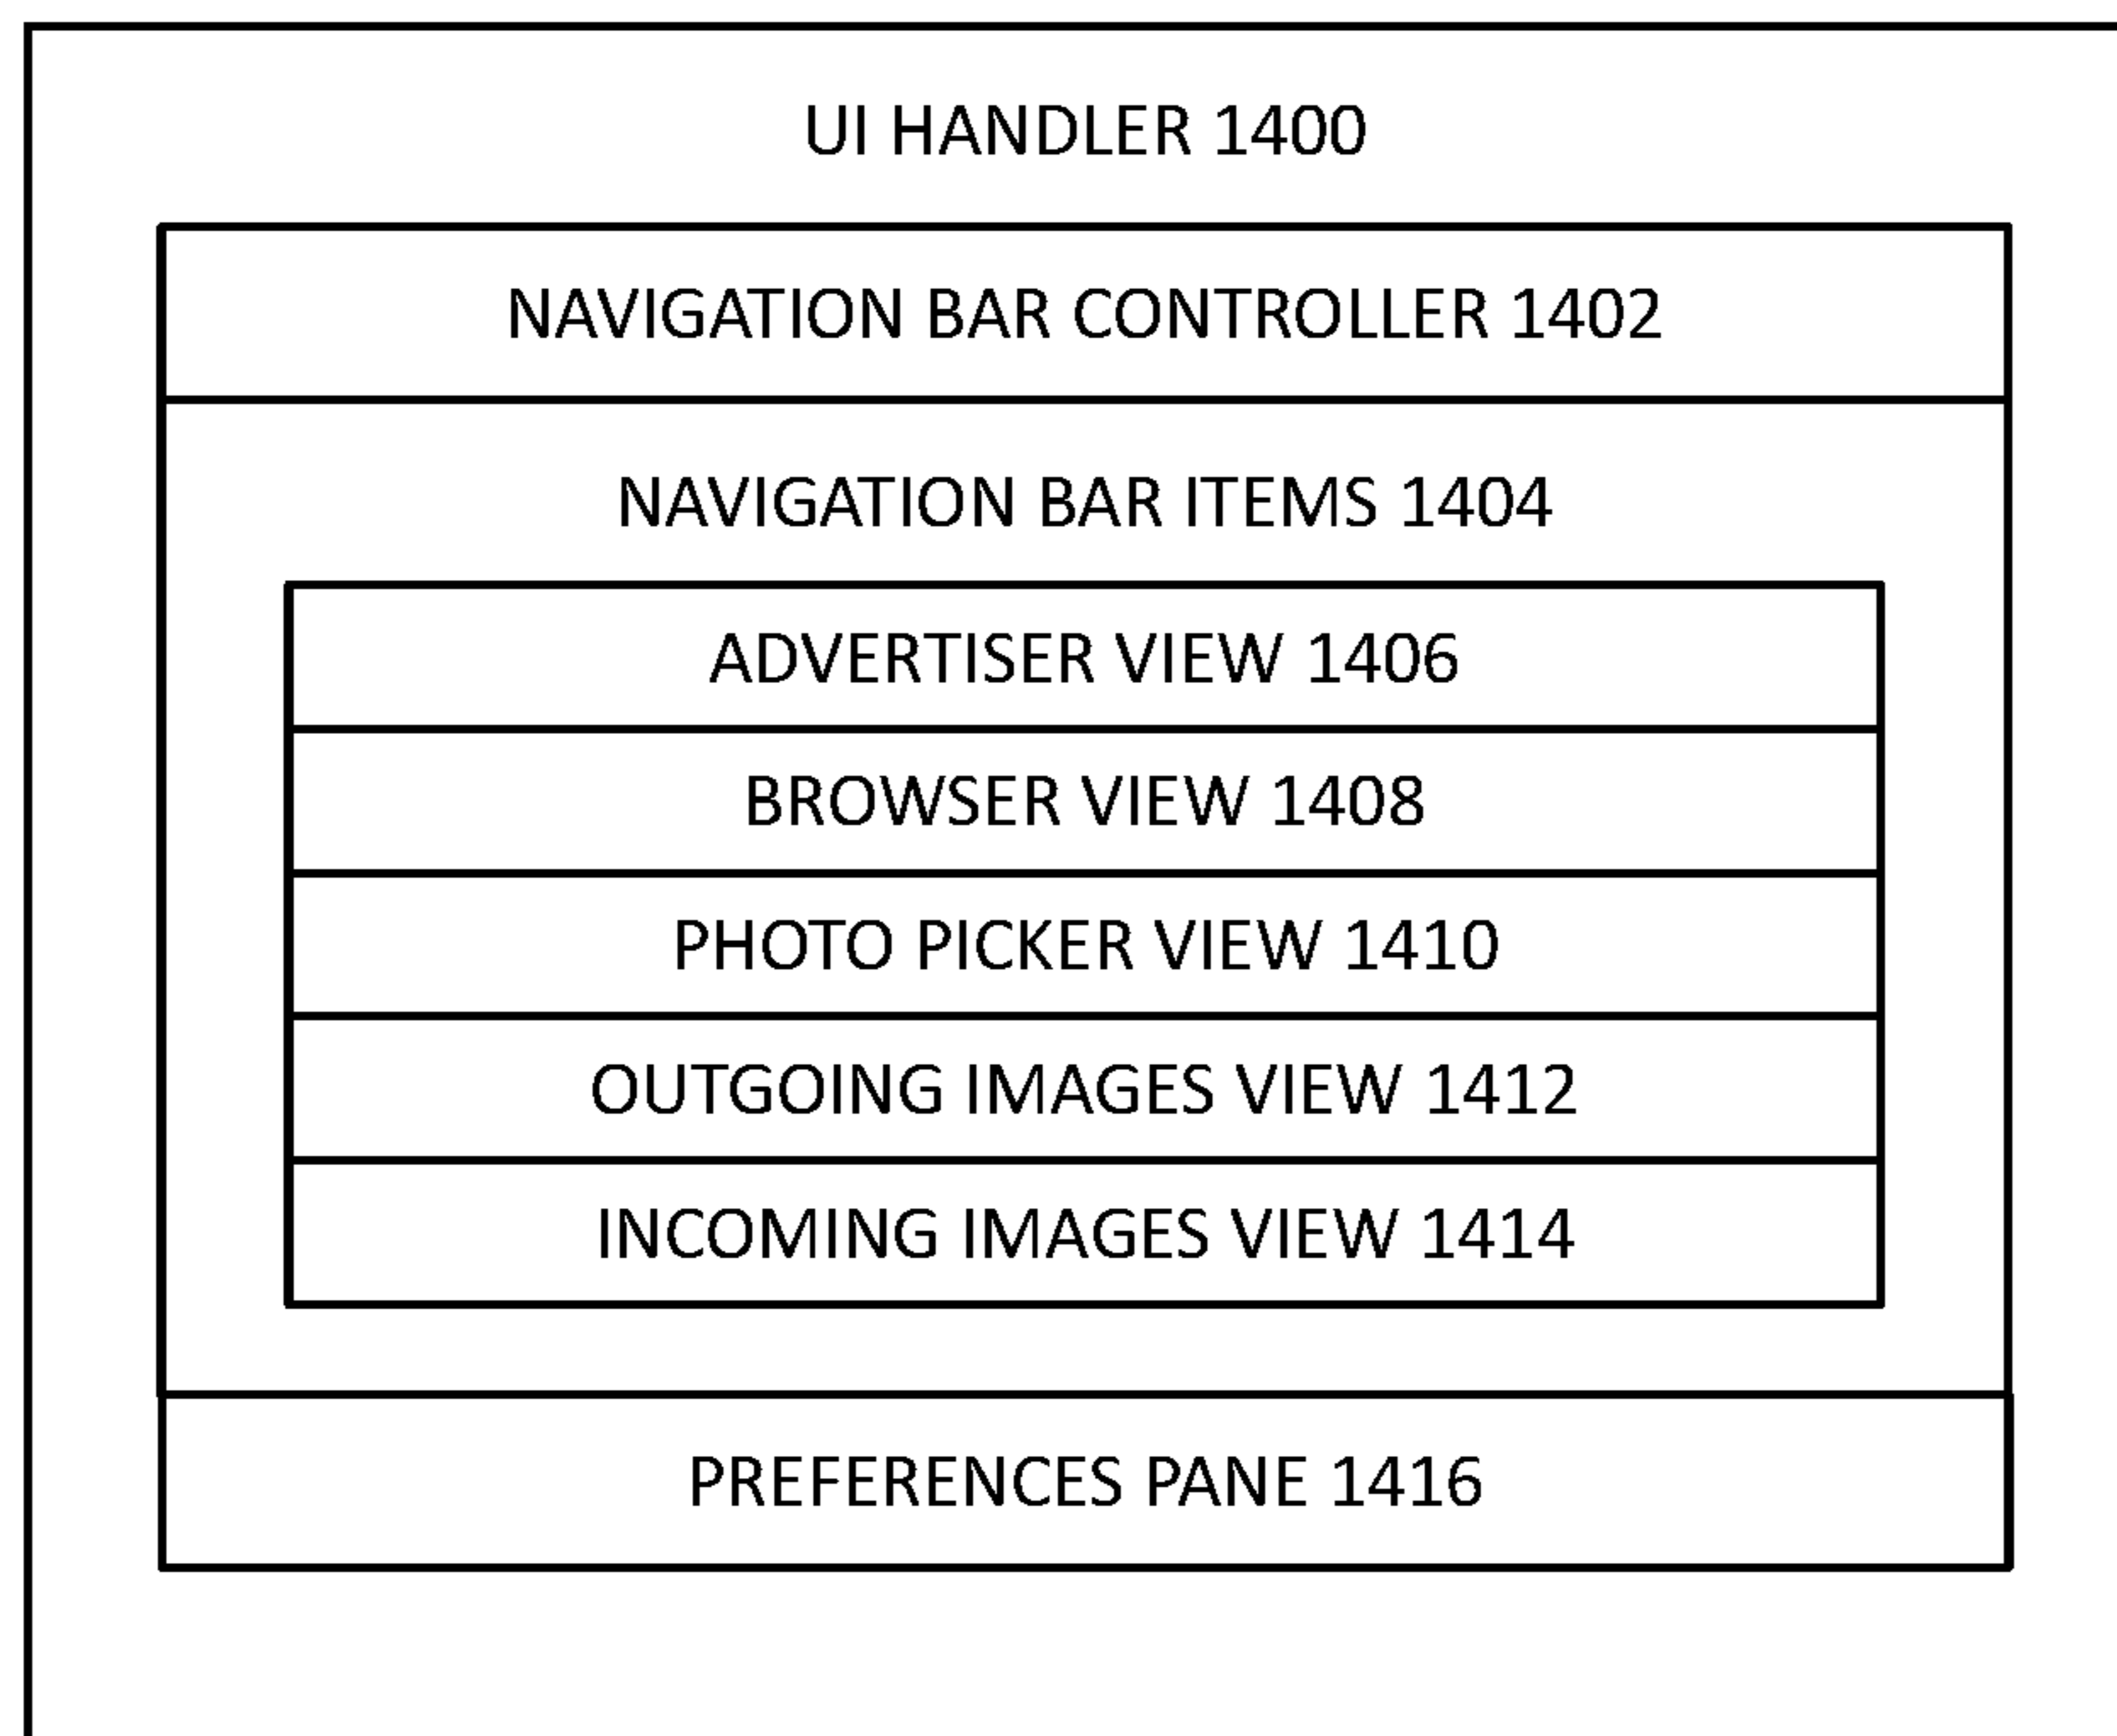 UI HANDLER 1400
NAVIGATION BAR CONTROLLER 1402
NAVIGATION BAR ITEMS 1404
ADVERTISER VIEW 1406
BROWSER VIEW 1408
PHOTO PICKER VIEW 1410
OUTGOING IMAGES VIEW 1412
INCOMING IMAGES VIEW 1414
PREFERENCES PANE 1416